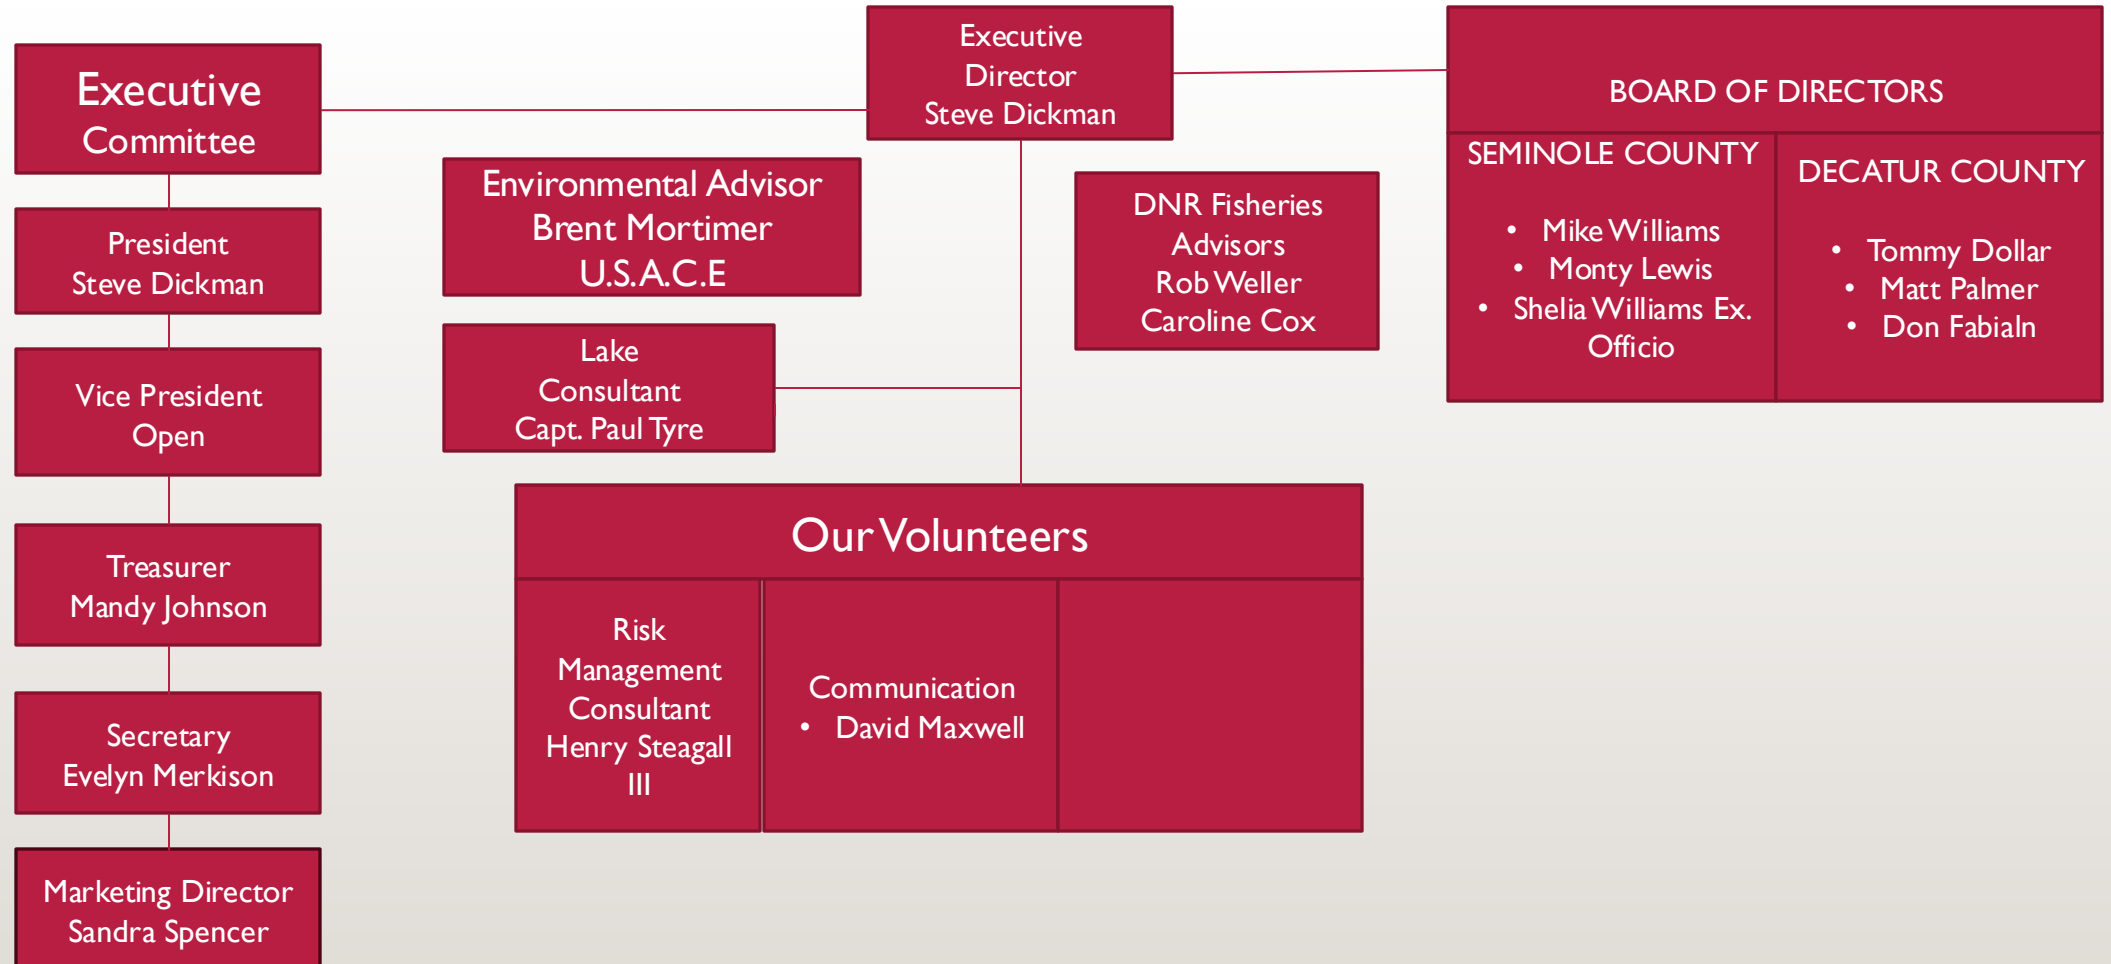 Executive
Committee
President
Steve Dickman
Vice President
Open
Treasurer
Mandy Johnson
Secretary
Evelyn Merkison
Marketing Director
Sandra Spencer
Executive
Director
Steve Dickman
Environmental Advisor
Brent Mortimer
U.S.A.C.E
Lake
Consultant
Capt. Paul Tyre
DNR Fisheries
Advisors
Rob Weller
Caroline Cox
Our Volunteers
Risk
Management
Consultant
Henry Steagall
III
Communication
• David Maxwell
BOARD OF DIRECTORS
SEMINOLE COUNTY
• Mike Williams
• Monty Lewis
• Shelia Williams Ex.
Officio
DECATUR COUNTY
• Tommy Dollar
• Matt Palmer
• Don Fabialn